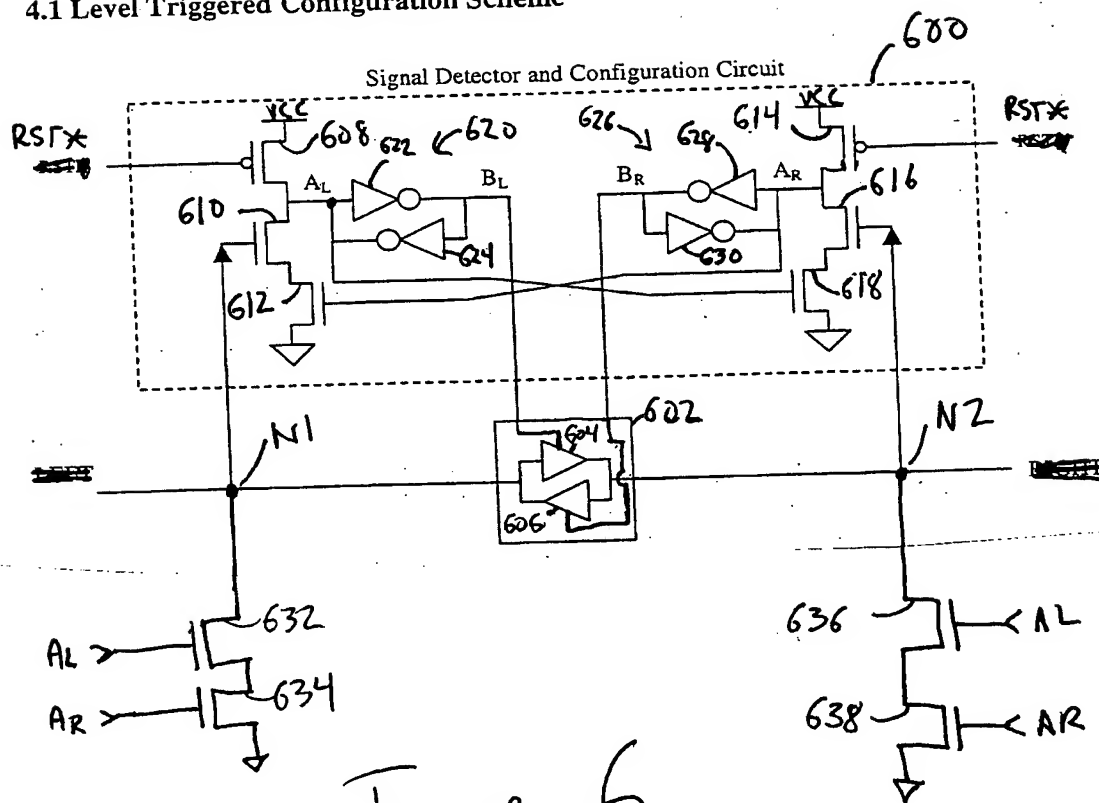 4.1 Level Triggered Configuration Scheme
600
Signal Detector and Configuration Circuit
VCC
VCC
RST*
RST*
608
622
620
626
628
614
AL
BL
BR
AR
616
610
624
630
612
618
602
N1
604
N2
606
632
AL
634
AR
636
AL
638
AR
6